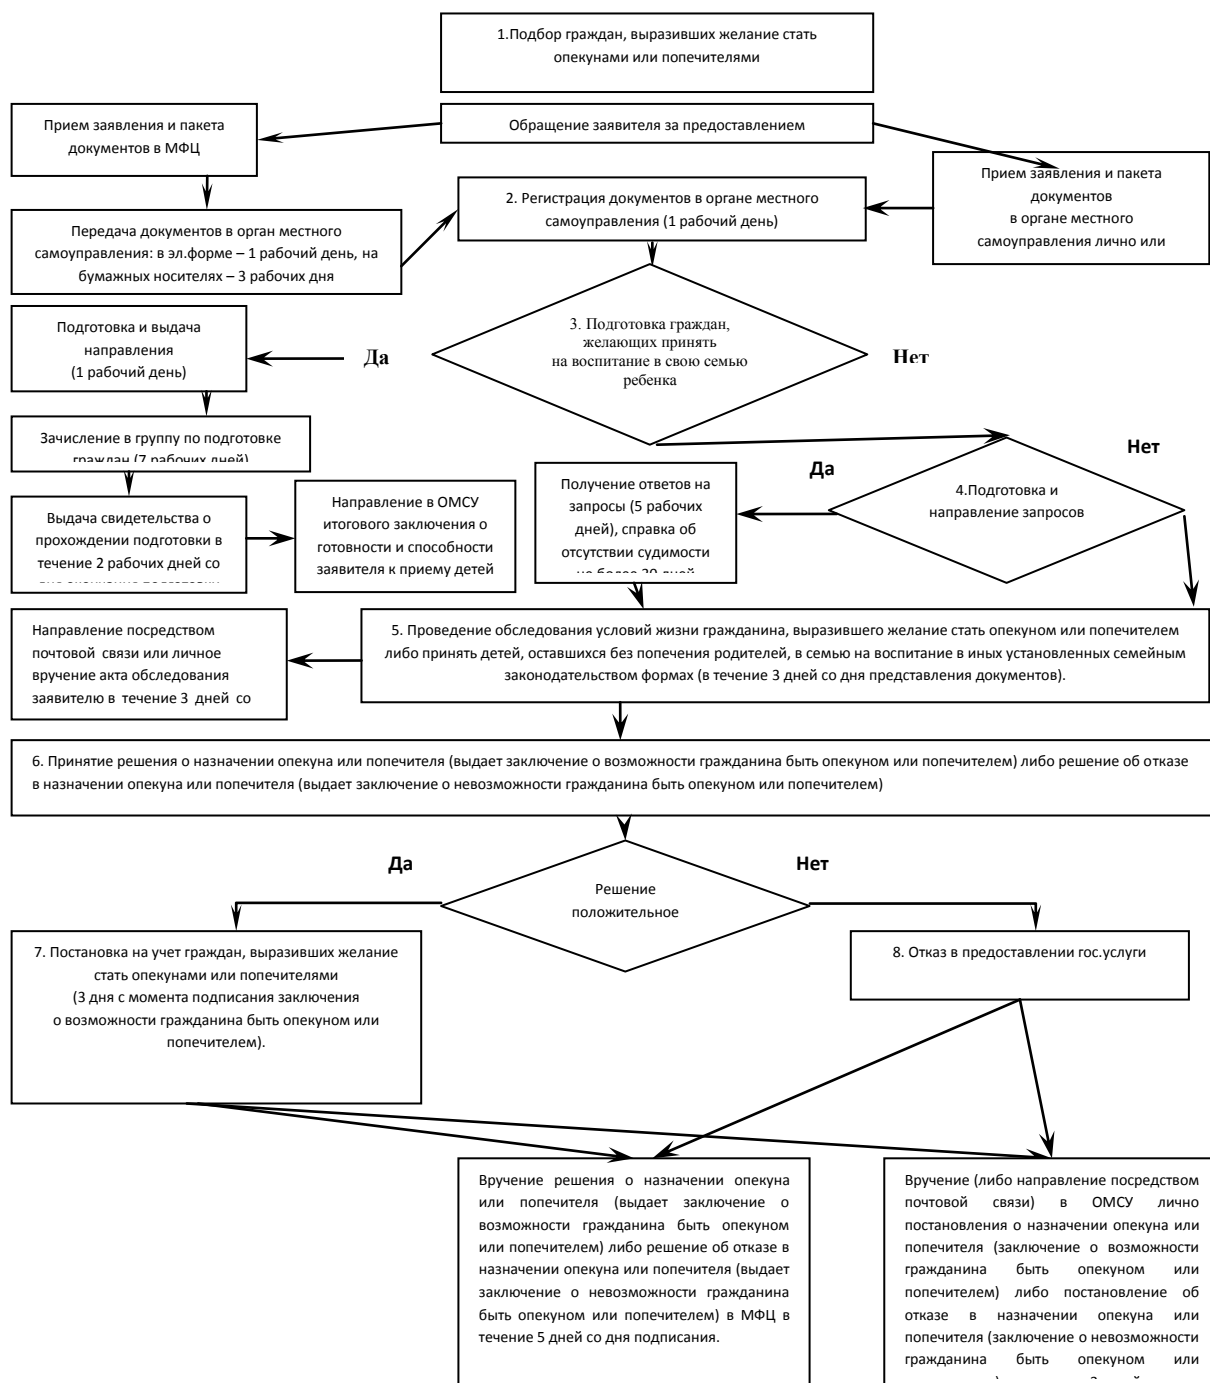 1.Подбор граждан, выразивших желание стать
опекунами или попечителями
Прием заявления и пакета
документов в МФЦ
Обращение заявителя за предоставлением
Прием заявления и пакета
документов
в органе местного
самоуправления лично или
2. Регистрация документов в органе местного
самоуправления (1 рабочий день)
Передача документов в орган местного
самоуправления: в эл.форме – 1 рабочий день, на
бумажных носителях – 3 рабочих дня
Подготовка и выдача
направления
(1 рабочий день)
Да
3. Подготовка граждан,
желающих принять
на воспитание в свою семью
ребенка
Нет
Зачисление в группу по подготовке
граждан (7 рабочих дней)
Выдача свидетельства о
прохождении подготовки в
течение 2 рабочих дней со
Направление в ОМСУ
итогового заключения о
готовности и способности
заявителя к приему детей
Получение ответов на
запросы (5 рабочих
дней), справка об
отсутствии судимости
не более 30 дней
Да
4.Подготовка и
направление запросов
Нет
Направление посредством
почтовой связи или личное
вручение акта обследования
заявителю в течение 3 дней со
5. Проведение обследования условий жизни гражданина, выразившего желание стать опекуном или попечителем
либо принять детей, оставшихся без попечения родителей, в семью на воспитание в иных установленных семейным
законодательством формах (в течение 3 дней со дня представления документов).
6. Принятие решения о назначении опекуна или попечителя (выдает заключение о возможности гражданина быть опекуном или попечителем) либо решение об отказе
в назначении опекуна или попечителя (выдает заключение о невозможности гражданина быть опекуном или попечителем)
Да
Решение
положительное
Нет
7. Постановка на учет граждан, выразивших желание
стать опекунами или попечителями
(3 дня с момента подписания заключения
о возможности гражданина быть опекуном или
попечителем).
8. Отказ в предоставлении гос.услуги
Вручение решения о назначении опекуна
или попечителя (выдает заключение о
возможности гражданина быть опекуном
или попечителем) либо решение об отказе в
назначении опекуна или попечителя (выдает
заключение о невозможности гражданина
быть опекуном или попечителем) в МФЦ в
течение 5 дней со дня подписания.
Вручение (либо направление посредством
почтовой связи) в ОМСУ лично
постановления о назначении опекуна или
попечителя (заключение о возможности
гражданина быть опекуном или
попечителем) либо постановление об
отказе в назначении опекуна или
попечителя (заключение о невозможности
гражданина быть опекуном или